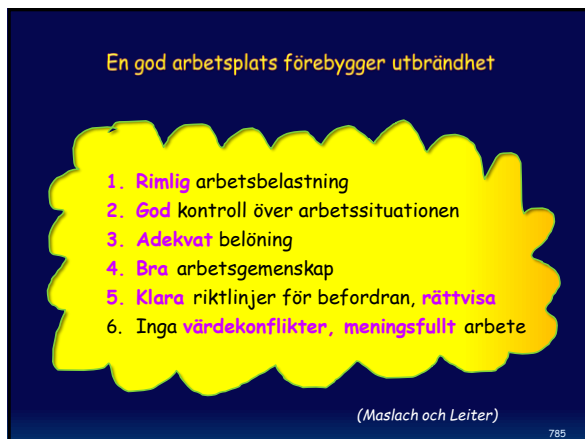 En god arbetsplats förebygger utbrändhet
1. Rimlig arbetsbelastning
2. God kontroll över arbetssituationen
3. Adekvat belöning
4. Bra arbetsgemenskap
5. Klara riktlinjer för befordran, rättvisa
6. Inga värdekonflikter, meningsfullt arbete
(Maslach och Leiter)
785